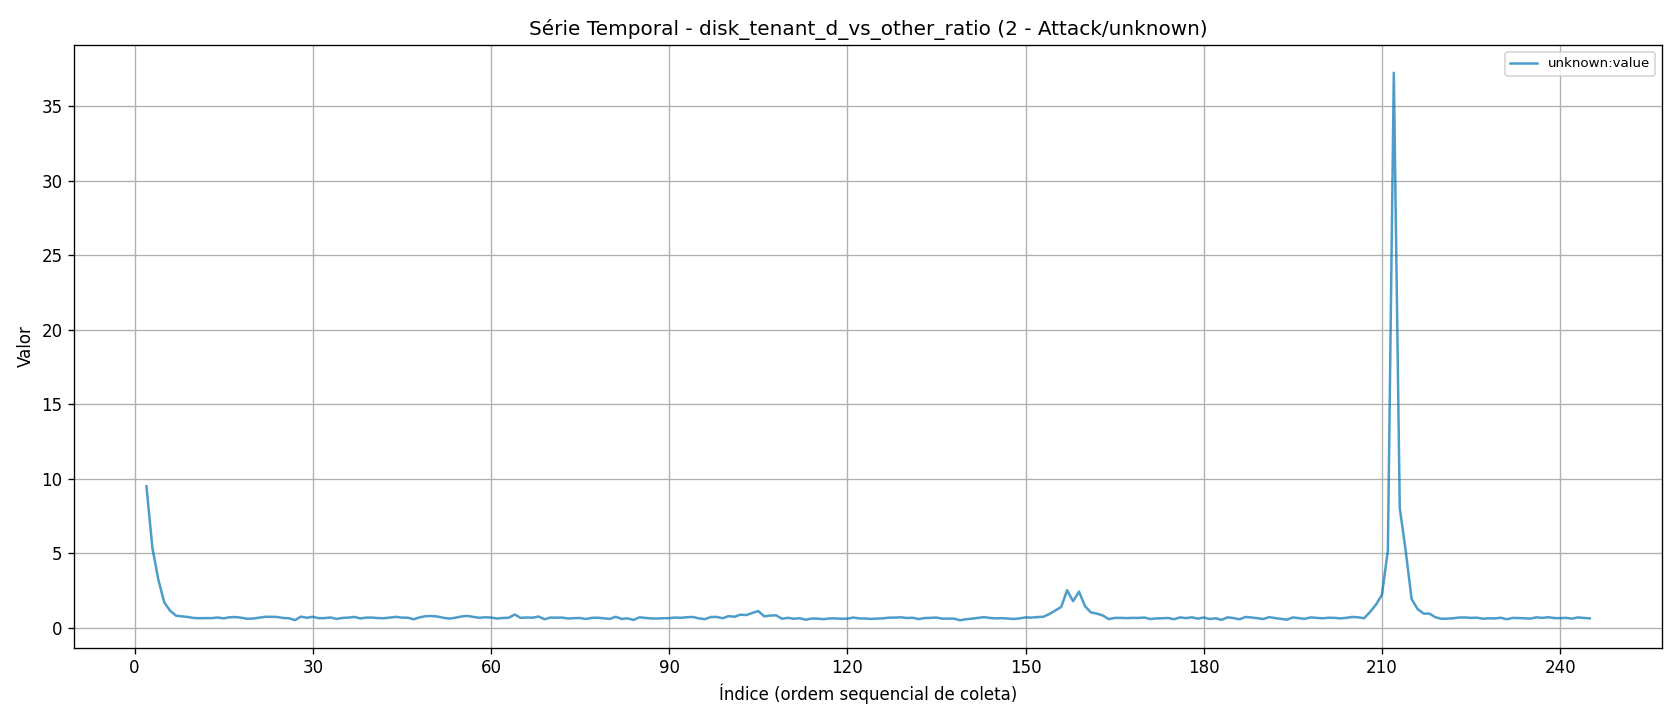 Série Temporal - disk_tenant_d_vs_other_ratio (2 - Attack/unknown)
unknown:value
Valor
35
30
25
20
15
10
5
0
0 30 60 90 120 150 180 210 240
Índice (ordem sequencial de coleta)